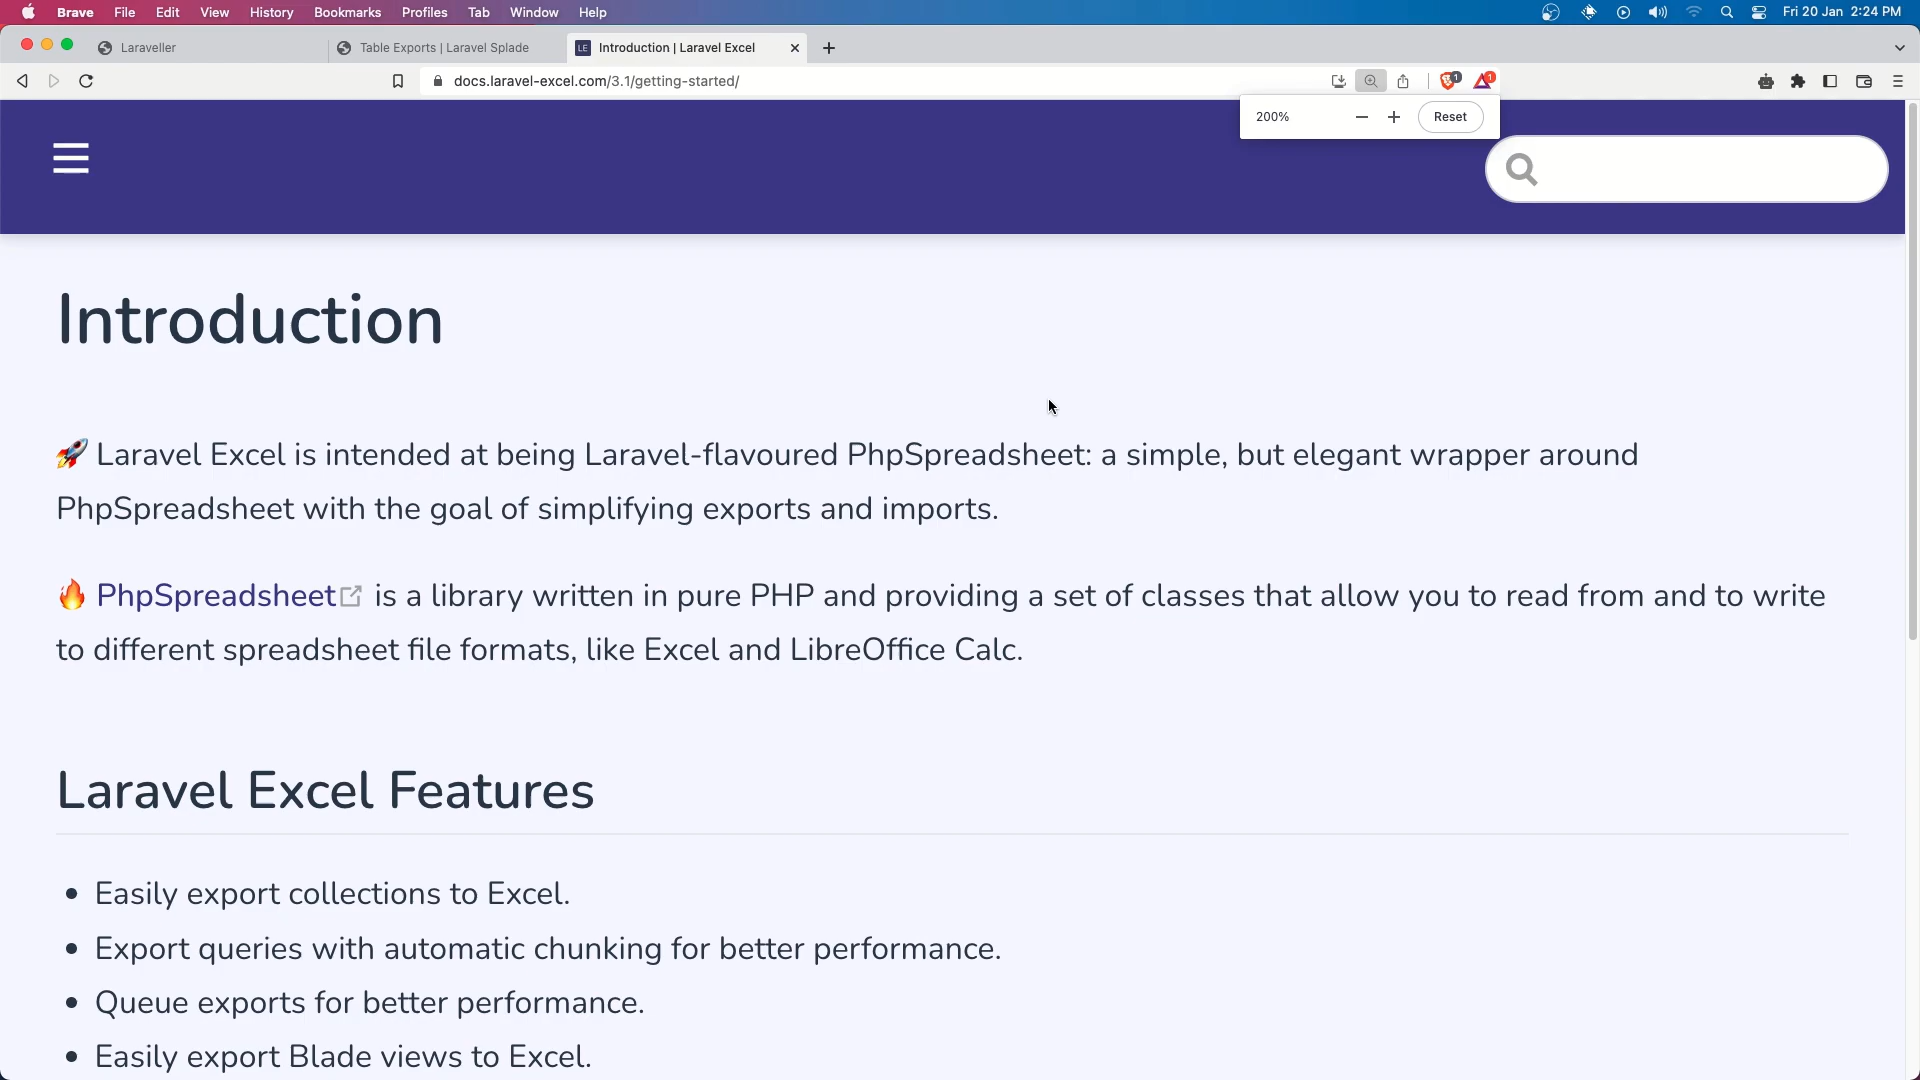 Brave File Edit View History Bookmarks Profiles Tab Window Help Fri 20 Jan 2:24 PM
Laraveller Table Exports | Laravel Splade LE Introduction | Laravel Excel
docs.laravel-excel.com/3.1/getting-started/ 1 1
200% Reset
Introduction
🚀 Laravel Excel is intended at being Laravel-flavoured PhpSpreadsheet: a simple, but elegant wrapper around
PhpSpreadsheet with the goal of simplifying exports and imports.
🔥 PhpSpreadsheet is a library written in pure PHP and providing a set of classes that allow you to read from and to write
to different spreadsheet file formats, like Excel and LibreOffice Calc.
Laravel Excel Features
• Easily export collections to Excel.
• Export queries with automatic chunking for better performance.
• Queue exports for better performance.
• Easily export Blade views to Excel.